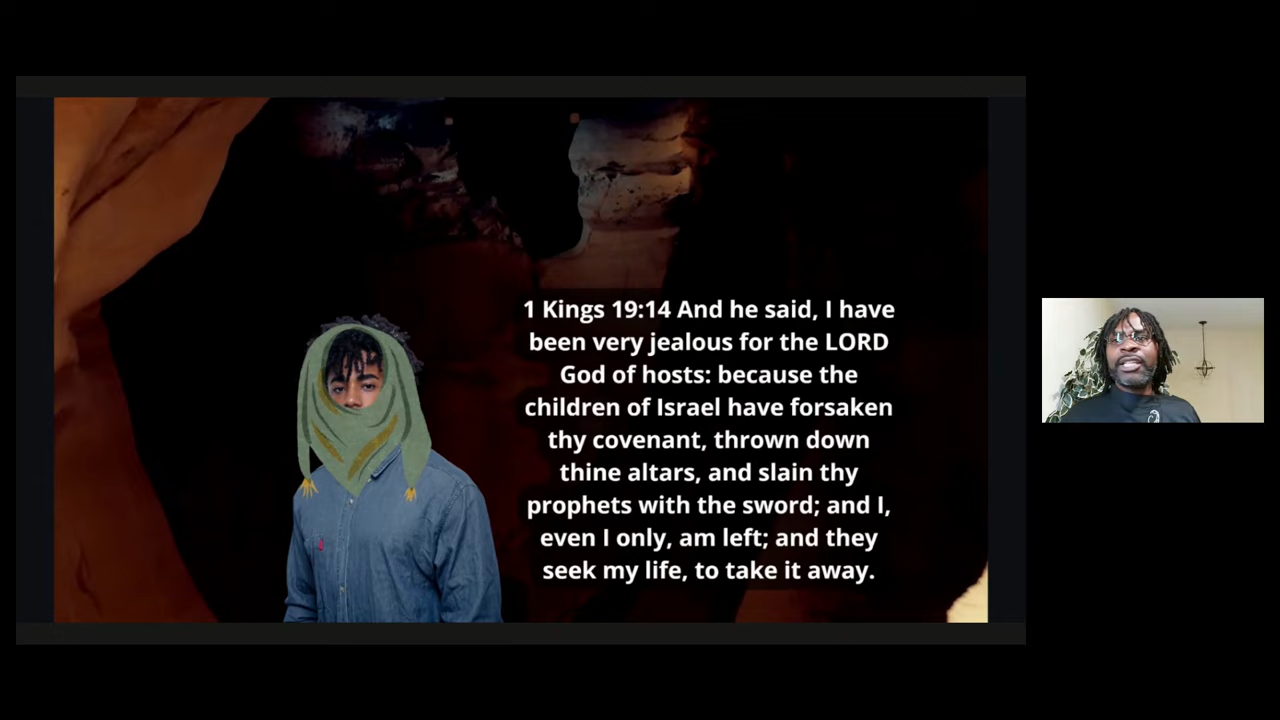 1 Kings 19:14 And he said, I have
been very jealous for the LORD
God of hosts: because the
children of Israel have forsaken
thy covenant, thrown down
thine altars, and slain thy
prophets with the sword; and I,
even I only, am left; and they
seek my life, to take it away.